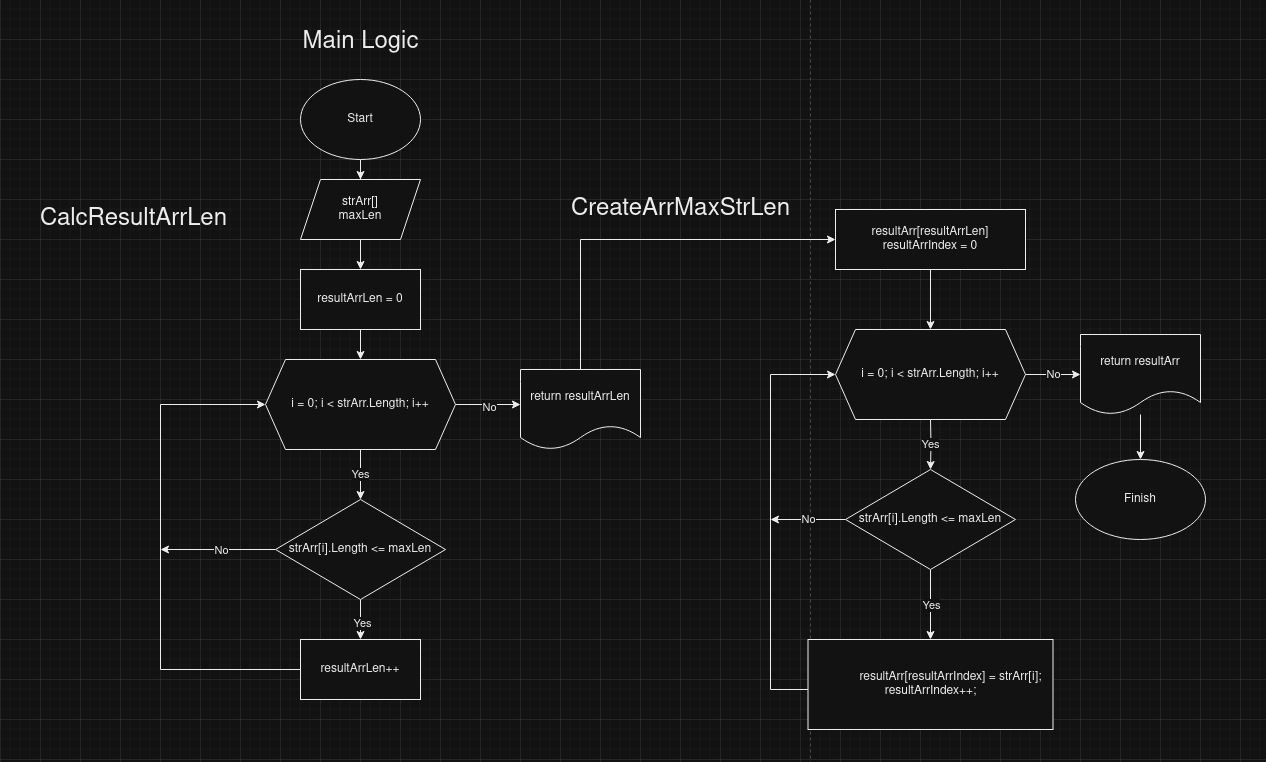 Main Logic
Start
strArr[]
maxLen
CalcResultArrLen
resultArrLen = 0
i = 0; i < strArr.Length; i++
No
return resultArrLen
Yes
strArr[i].Length <= maxLen
No
Yes
resultArrLen++
CreateArrMaxStrLen
resultArr[resultArrLen]
resultArrIndex = 0
i = 0; i < strArr.Length; i++
No
return resultArr
Finish
Yes
strArr[i].Length <= maxLen
No
Yes
resultArr[resultArrIndex] = strArr[i];
resultArrIndex++;